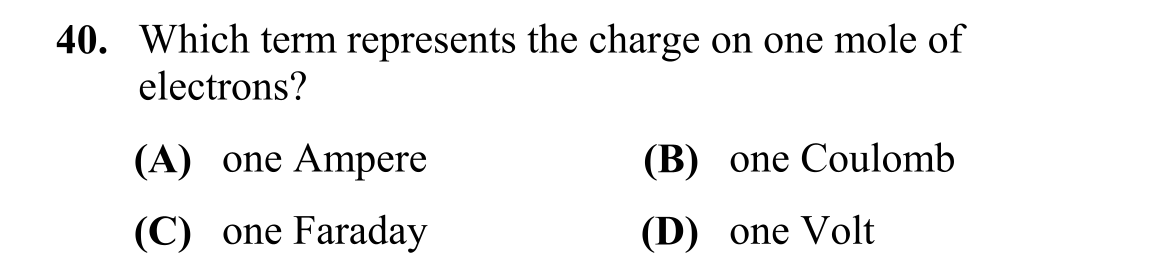 40. Which term represents the charge on one mole of
electrons?
(A) one Ampere (B) one Coulomb
(C) one Faraday (D) one Volt